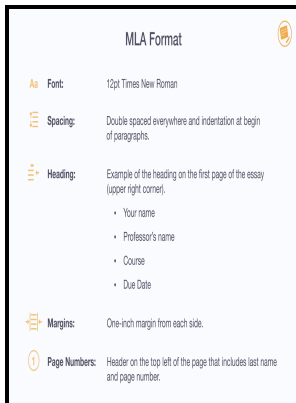 MLA Format
Aa Font: 12pt Times New Roman
Spacing: Double spaced everywhere and indentation at begin
of paragraphs.
Heading: Example of the heading on the first page of the essay
(upper right corner).
• Your name
• Professor's name
• Course
• Due Date
Margins: One-inch margin from each side.
1 Page Numbers: Header on the top left of the page that includes last name
and page number.